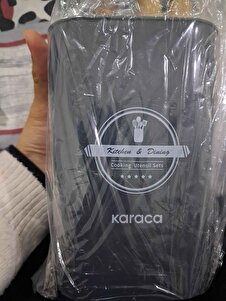 Kitchen & Dining
Cooking Utensil Sets
karaca